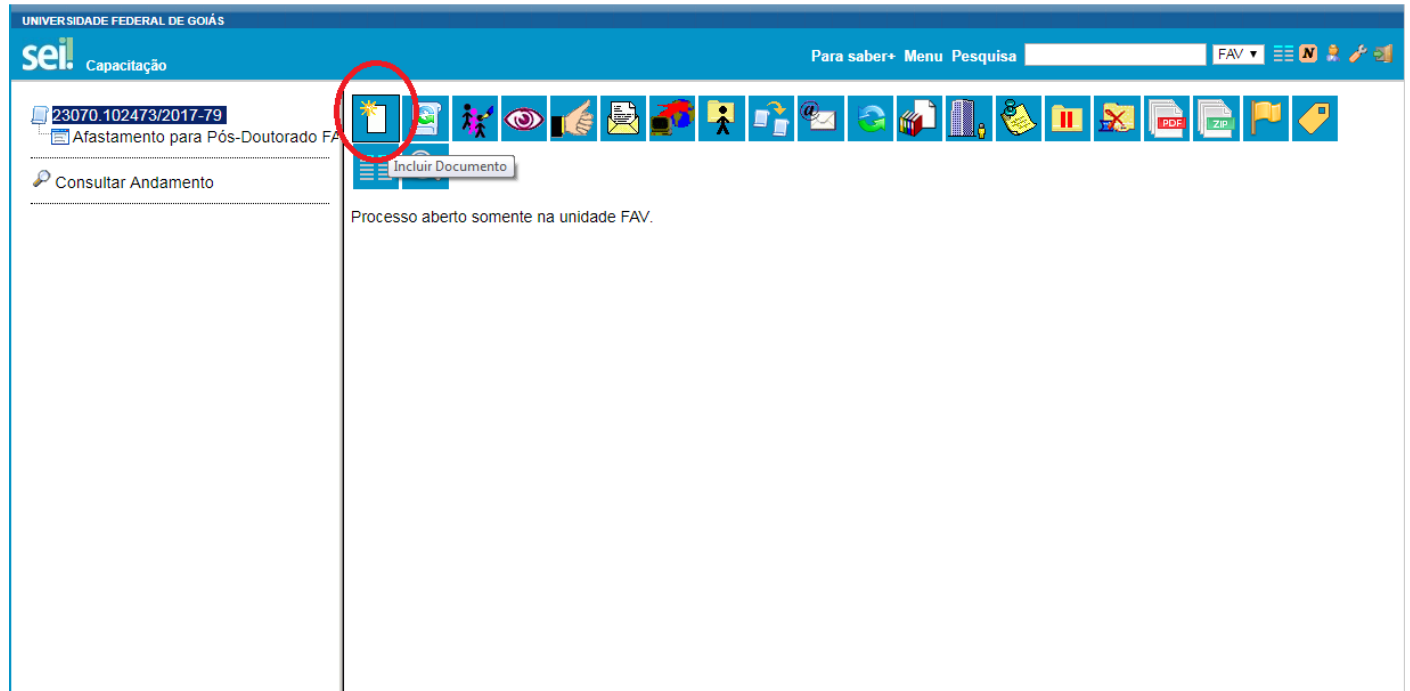 UNIVERSIDADE FEDERAL DE GOIÁS
sei! Capacitação
Para saber+ Menu Pesquisa FAV N
23070.102473/2017-79
Afastamento para Pós-Doutorado FA
Consultar Andamento
PDF ZIP
Incluir Documento
Processo aberto somente na unidade FAV.